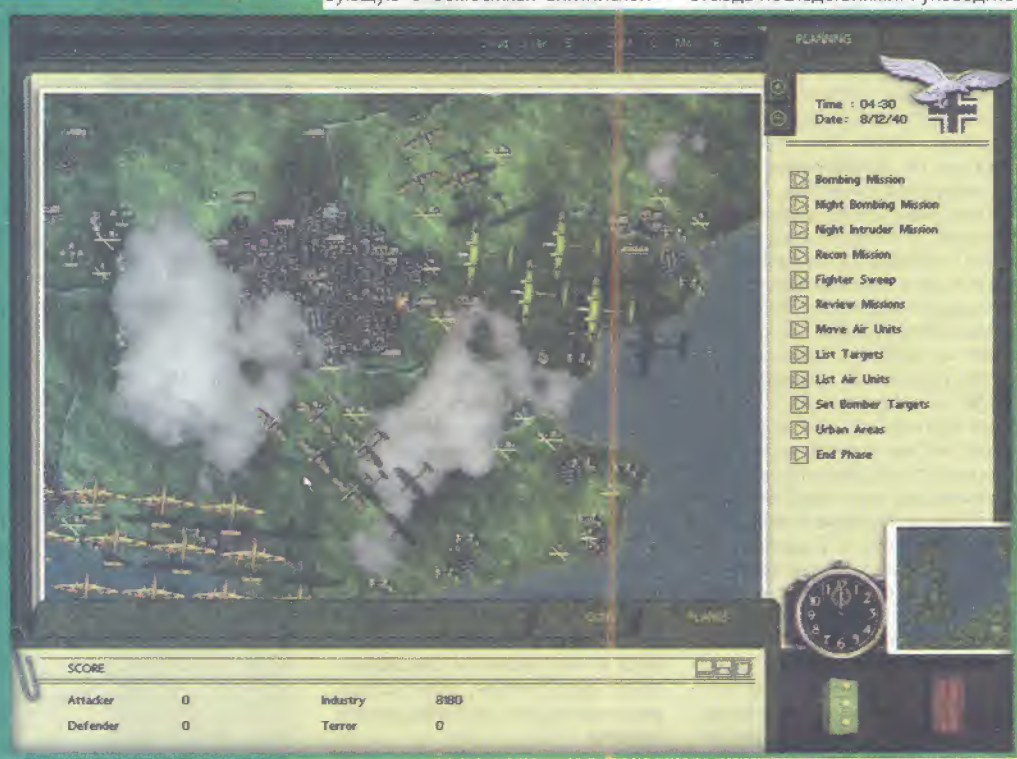 PLANNING
Time : 04:30
Date: 8/12/40
Bombing Mission
Night Bombing Mission
Night Intruder Mission
Recon Mission
Fighter Sweep
Review Missions
Move Air Units
List Targets
List Air Units
Set Bomber Targets
Urban Areas
End Phase
PLANES
SCORE
Attacker 0 Industry 8180
Defender 0 Terror 0